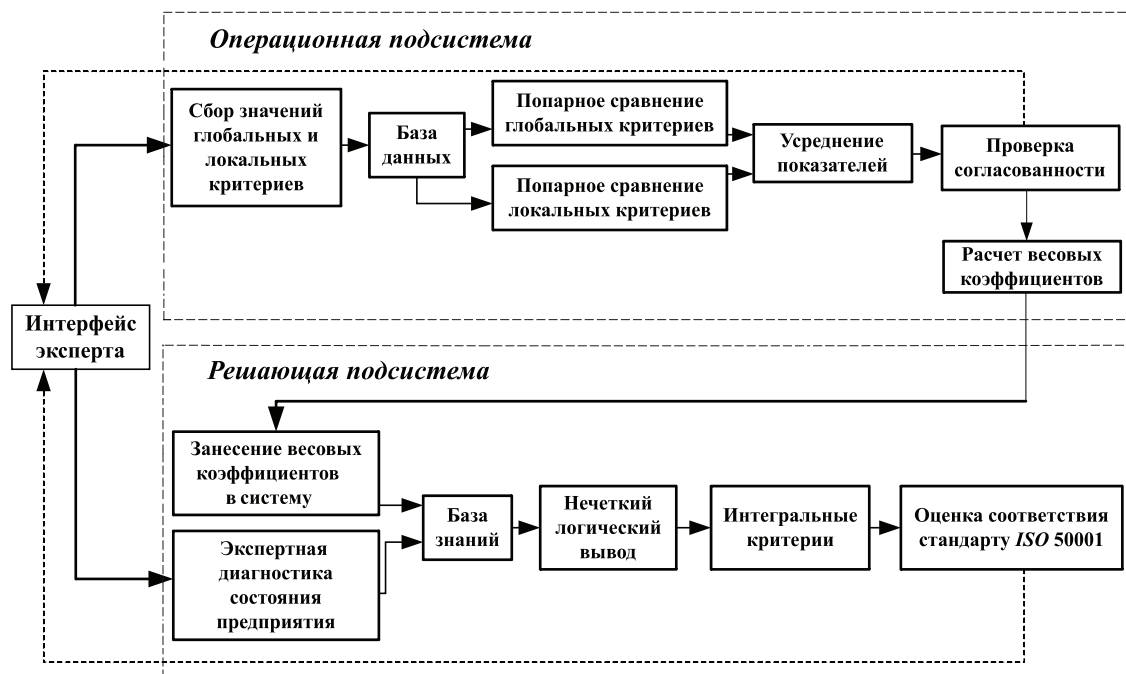 Операционная подсистема
Сбор значений
глобальных и
локальных
критериев
База
данных
Попарное сравнение
глобальных критериев
Попарное сравнение
локальных критериев
Усреднение
показателей
Проверка
согласованности
Расчет весовых
коэффициентов
Интерфейс
эксперта
Решающая подсистема
Занесение весовых
коэффициентов
в систему
Экспертная
диагностика
состояния
предприятия
База
знаний
Нечеткий
логический
вывод
Интегральные
критерии
Оценка соответствия
стандарту ISO 50001